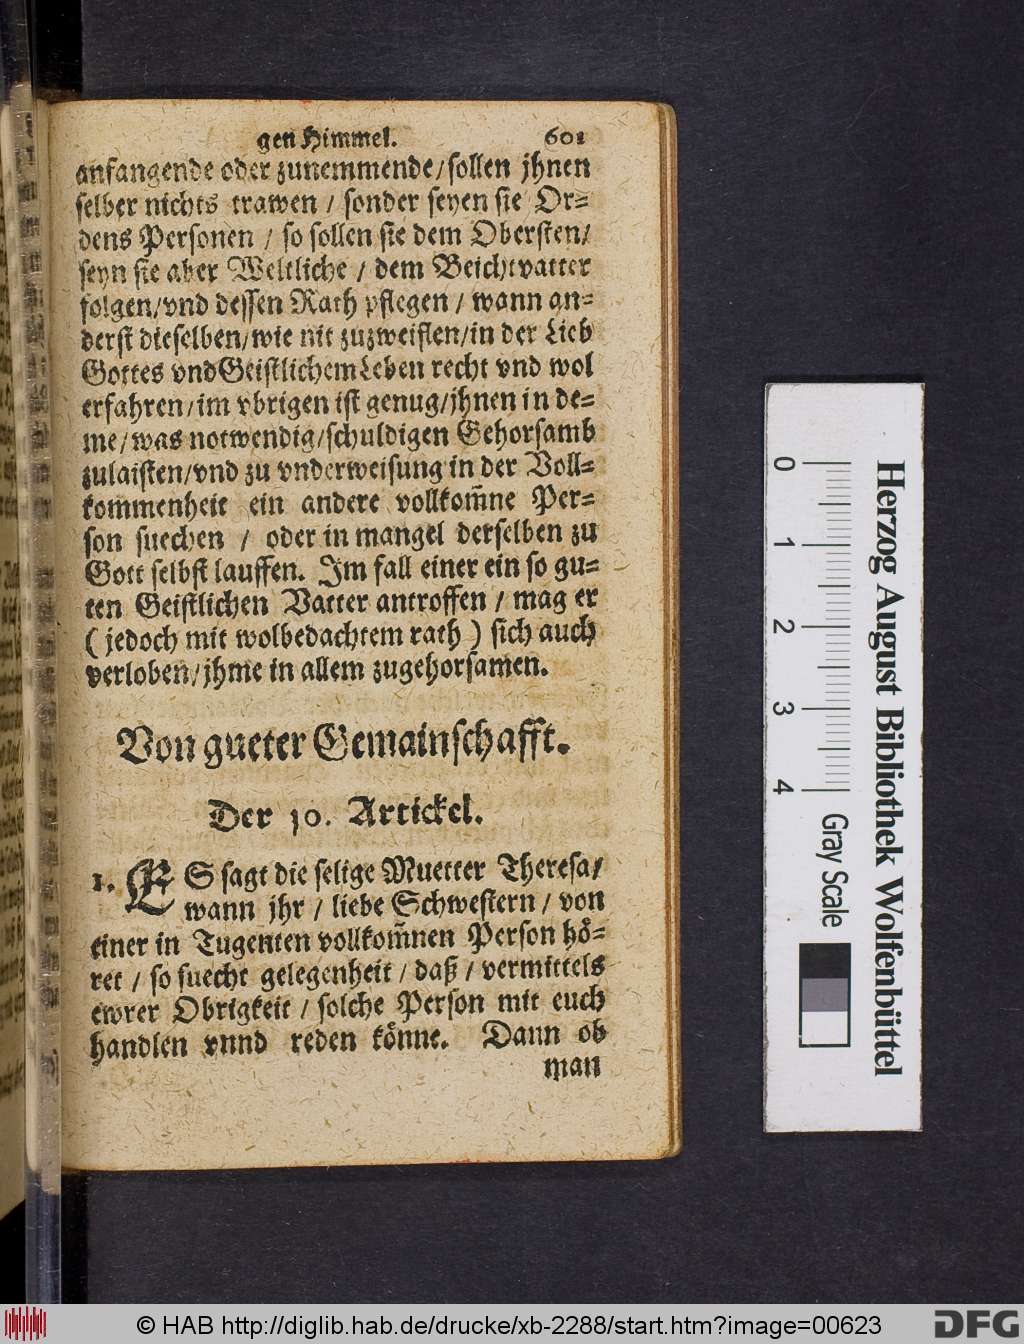 gen Himmel. 601
anfangende oder zunemmende/sollen jhnen
selber nichts trawen / sonder seyen sie Or=
dens Personen / so sollen sie dem Obersten/
seyn sie aber Weltliche / dem Beichtvatter
folgen/vnd dessen Rath pflegen / wann an=
derst dieselben/wie nit zuzweiflen/in der Lieb
Gottes vnd Geistlichem Leben recht vnd wol
erfahren/im vbrigen ist genug/jhnen in de=
me/was notwendig/schuldigen Gehorsamb
zulaisten/vnd zu vnderweisung in der Voll=
kommenheit ein andere vollkom̃ne Per=
son suechen / oder in mangel derselben zu
Gott selbst lauffen. Im fall einer ein so gu=
ten Geistlichen Vatter antroffen / mag er
( jedoch mit wolbedachtem rath ) sich auch
verloben/jhme in allem zugehorsamen.
Von gueter Gemainschafft.
Der 10. Artickel.
1. ES sagt die selige Muetter Theresa/
wann jhr / liebe Schwestern / von
einer in Tugenten vollkom̃nen Person hö=
ret / so suecht gelegenheit / daß / vermittels
ewrer Obrigkeit / solche Person mit euch
handlen vnnd reden könne. Dann ob
man
Herzog August Bibliothek Wolfenbüttel
0 1 2 3 4
Gray Scale
© HAB http://diglib.hab.de/drucke/xb-2288/start.htm?image=00623
DFG